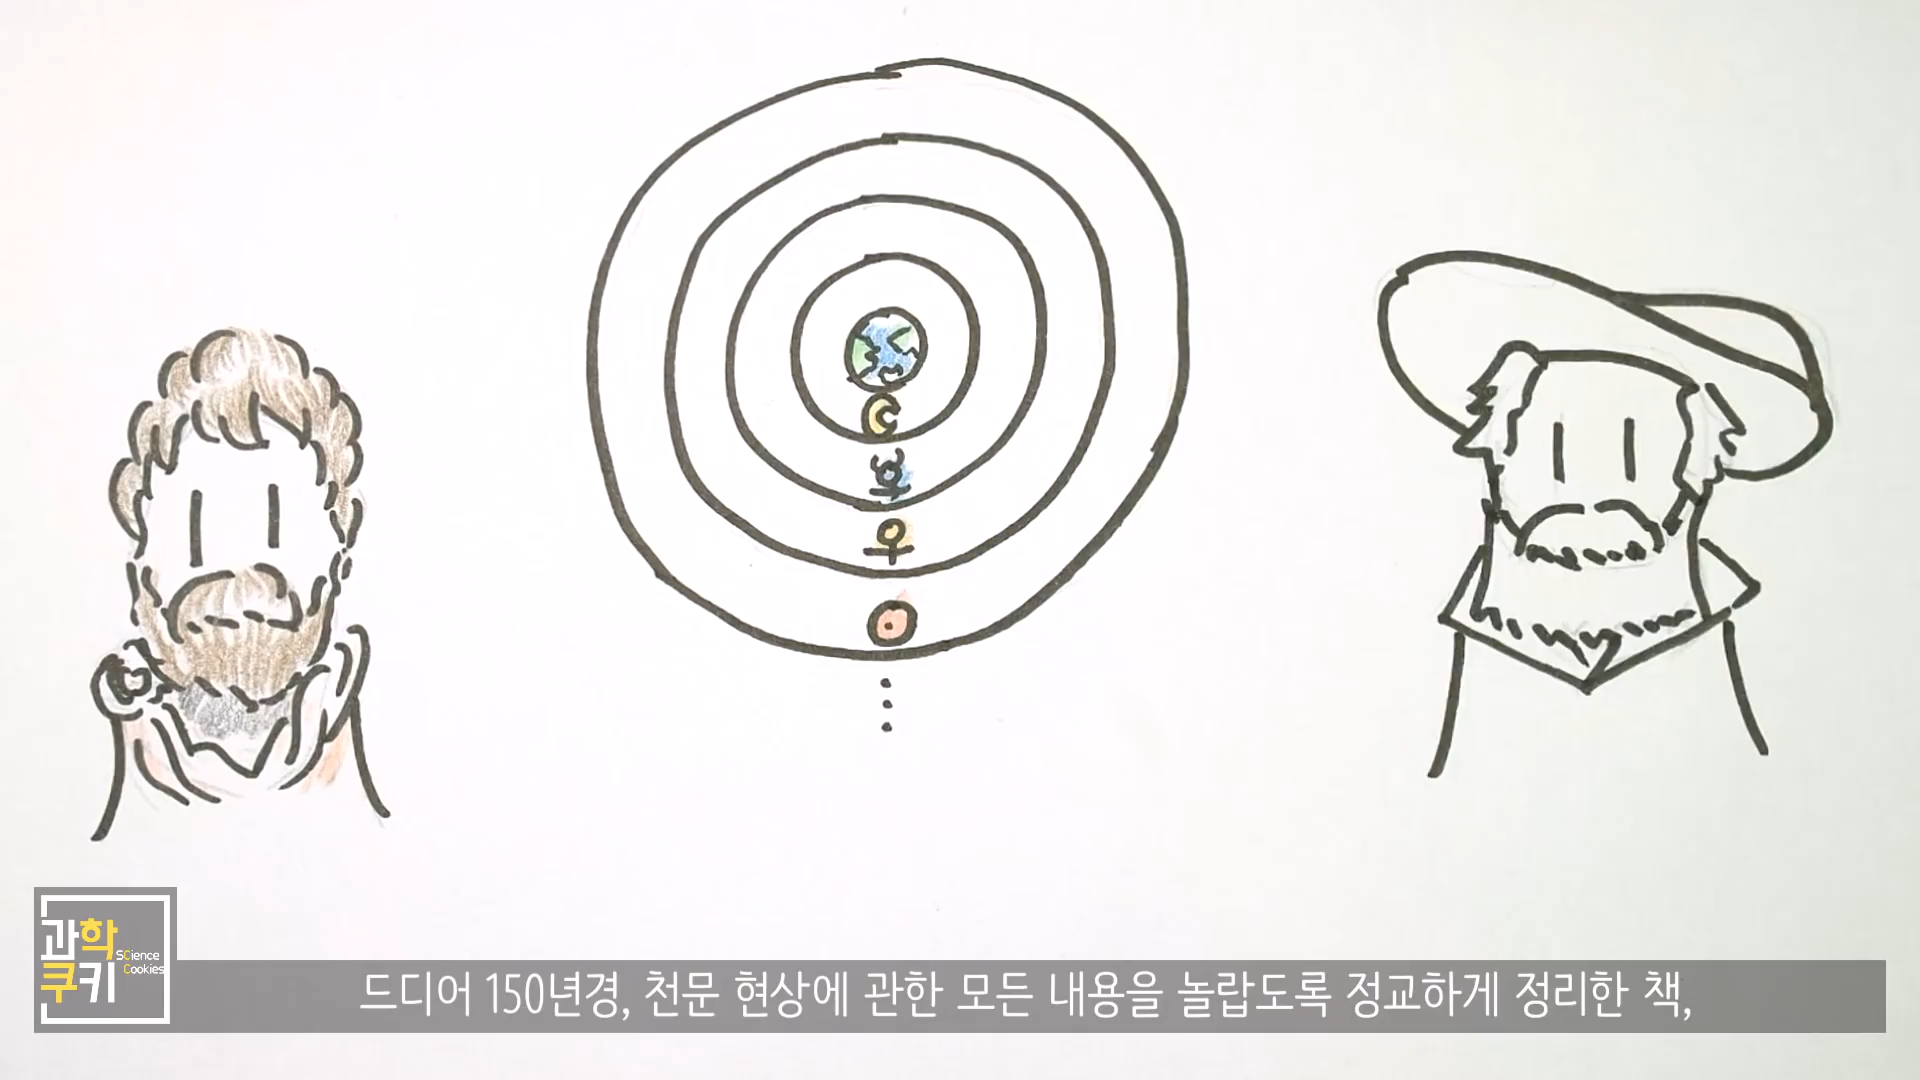 과학
쿠키
Science
Cookies
드디어 150년경, 천문 현상에 관한 모든 내용을 놀랍도록 정교하게 정리한 책,